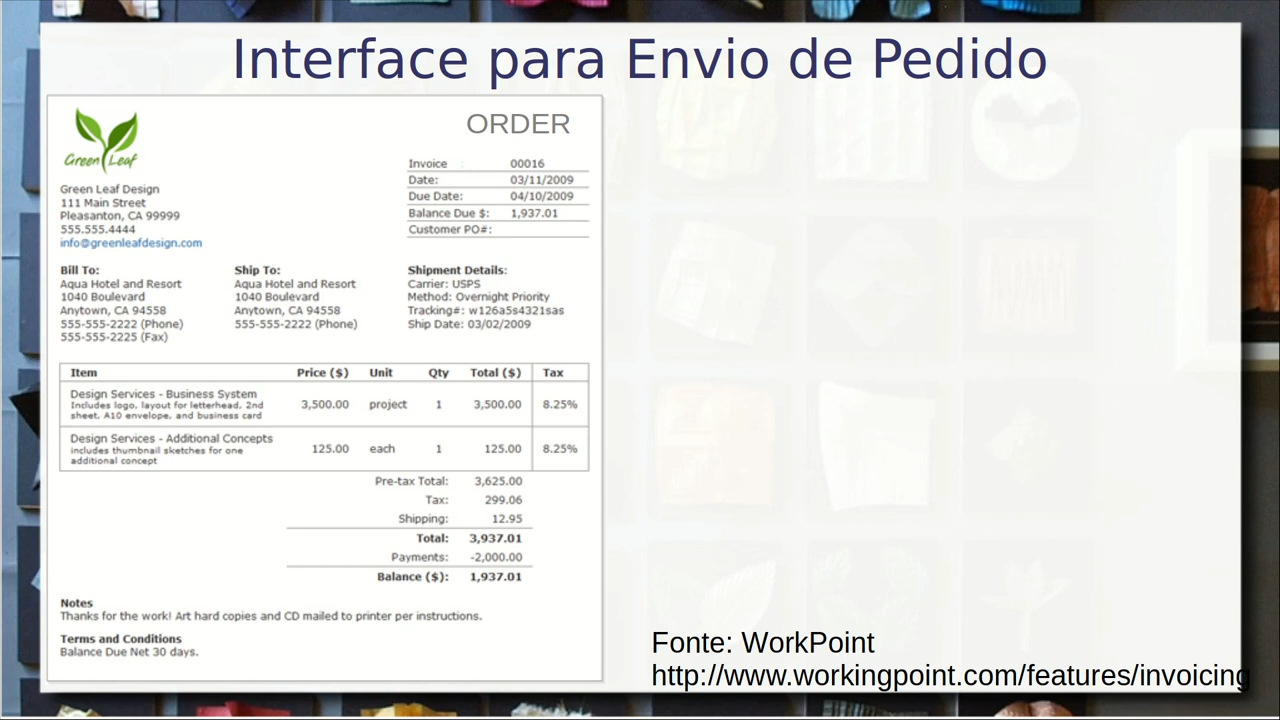 Interface para Envio de Pedido
Green Leaf
ORDER
Invoice : 00016
Date: 03/11/2009
Due Date: 04/10/2009
Balance Due $: 1,937.01
Customer PO#:
Green Leaf Design
111 Main Street
Pleasanton, CA 99999
555.555.4444
info@greenleafdesign.com
Bill To:
Aqua Hotel and Resort
1040 Boulevard
Anytown, CA 94558
555-555-2222 (Phone)
555-555-2225 (Fax)
Ship To:
Aqua Hotel and Resort
1040 Boulevard
Anytown, CA 94558
555-555-2222 (Phone)
Shipment Details:
Carrier: USPS
Method: Overnight Priority
Tracking#: w126a5s4321sas
Ship Date: 03/02/2009
Item Price ($) Unit Qty Total ($) Tax
Design Services - Business System
Includes logo, layout for letterhead, 2nd
sheet, A10 envelope, and business card
3,500.00 project 1 3,500.00 8.25%
Design Services - Additional Concepts
includes thumbnail sketches for one
additional concept
125.00 each 1 125.00 8.25%
Pre-tax Total: 3,625.00
Tax: 299.06
Shipping: 12.95
Total: 3,937.01
Payments: -2,000.00
Balance ($): 1,937.01
Notes
Thanks for the work! Art hard copies and CD mailed to printer per instructions.
Terms and Conditions
Balance Due Net 30 days.
Fonte: WorkPoint
http://www.workingpoint.com/features/invoicing